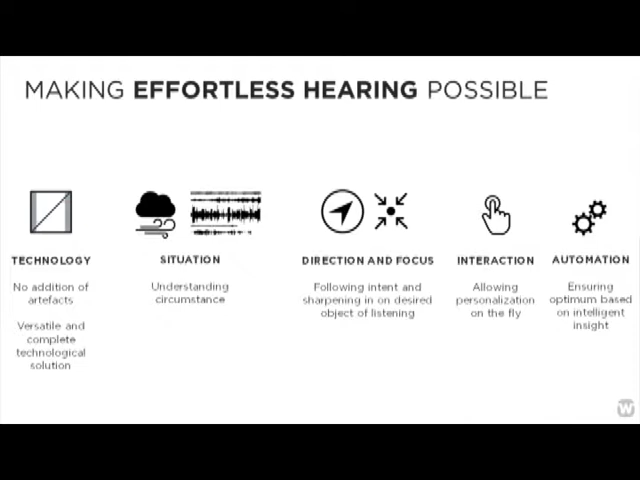 MAKING EFFORTLESS HEARING POSSIBLE
TECHNOLOGY
No addition of
artefacts
Versatile and
complete
technological
solution
SITUATION
Understanding
circumstance
DIRECTION AND FOCUS
Following intent and
sharpening in on desired
object of listening
INTERACTION
Allowing
personalization
on the fly
AUTOMATION
Ensuring
optimum based
on intelligent
insight
W